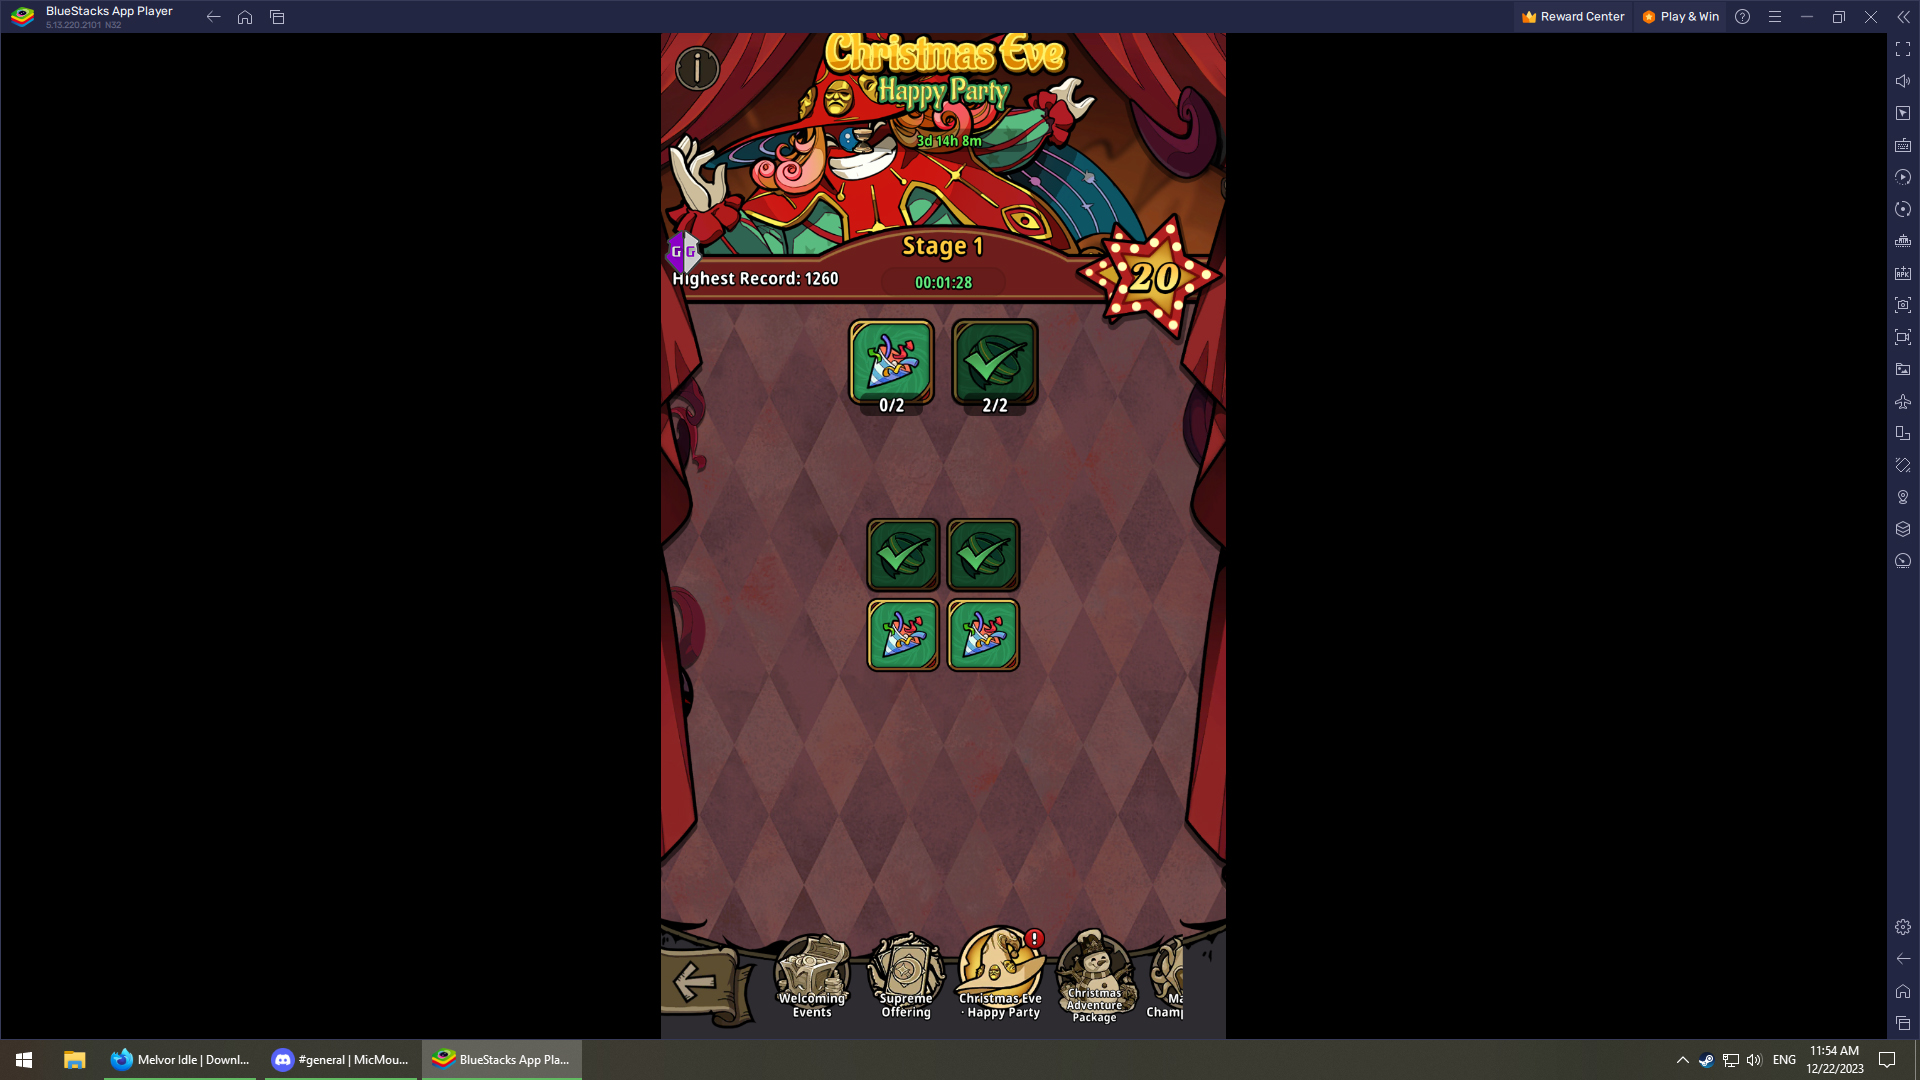 BlueStacks App Player
5.13.220.2101 N32
Reward Center
Play & Win
Christmas Eve
Happy Party
3d 14h 8m
Stage 1
GG
Highest Record: 1260
00:01:28
20
0/2
2/2
Welcoming
Events
Supreme
Offering
Christmas Eve
· Happy Party
Christmas
Adventure
Package
Ma
Champ
Melvor Idle | Downl...
#general | MicMou...
BlueStacks App Pla...
ENG
11:54 AM
12/22/2023